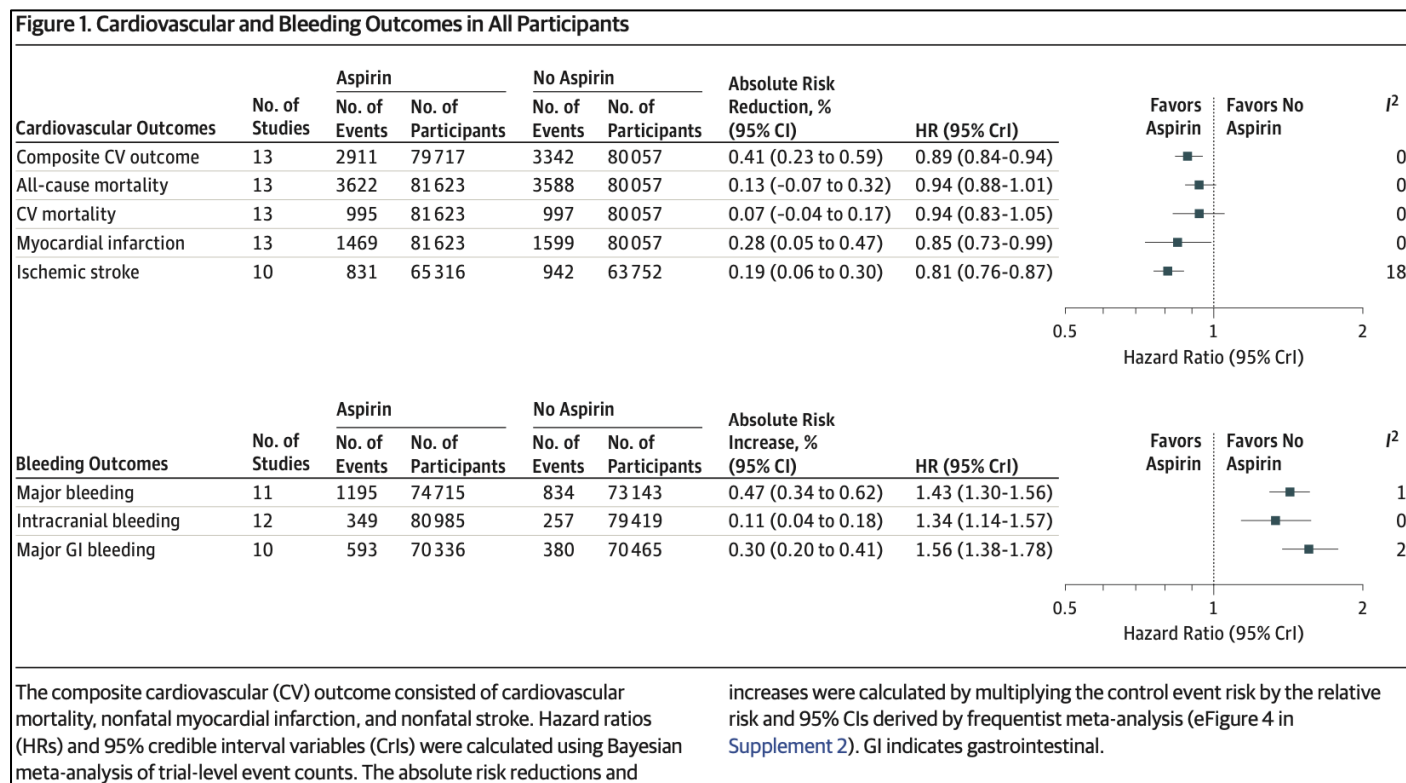 Figure 1. Cardiovascular and Bleeding Outcomes in All Participants
Aspirin No Aspirin
Cardiovascular Outcomes No. of Studies No. of Events No. of Participants No. of Events No. of Participants Absolute Risk Reduction, % (95% CI) HR (95% CrI) Favors Aspirin Favors No Aspirin I2
Composite CV outcome 13 2911 79717 3342 80057 0.41 (0.23 to 0.59) 0.89 (0.84-0.94) 0
All-cause mortality 13 3622 81623 3588 80057 0.13 (-0.07 to 0.32) 0.94 (0.88-1.01) 0
CV mortality 13 995 81623 997 80057 0.07 (-0.04 to 0.17) 0.94 (0.83-1.05) 0
Myocardial infarction 13 1469 81623 1599 80057 0.28 (0.05 to 0.47) 0.85 (0.73-0.99) 0
Ischemic stroke 10 831 65316 942 63752 0.19 (0.06 to 0.30) 0.81 (0.76-0.87) 18
0.5 1 2
Hazard Ratio (95% CrI)
Aspirin No Aspirin
Bleeding Outcomes No. of Studies No. of Events No. of Participants No. of Events No. of Participants Absolute Risk Increase, % (95% CI) HR (95% CrI) Favors Aspirin Favors No Aspirin I2
Major bleeding 11 1195 74715 834 73143 0.47 (0.34 to 0.62) 1.43 (1.30-1.56) 1
Intracranial bleeding 12 349 80985 257 79419 0.11 (0.04 to 0.18) 1.34 (1.14-1.57) 0
Major GI bleeding 10 593 70336 380 70465 0.30 (0.20 to 0.41) 1.56 (1.38-1.78) 2
0.5 1 2
Hazard Ratio (95% CrI)
The composite cardiovascular (CV) outcome consisted of cardiovascular
mortality, nonfatal myocardial infarction, and nonfatal stroke. Hazard ratios
(HRs) and 95% credible interval variables (CrIs) were calculated using Bayesian
meta-analysis of trial-level event counts. The absolute risk reductions and
increases were calculated by multiplying the control event risk by the relative
risk and 95% CIs derived by frequentist meta-analysis (eFigure 4 in
Supplement 2). GI indicates gastrointestinal.